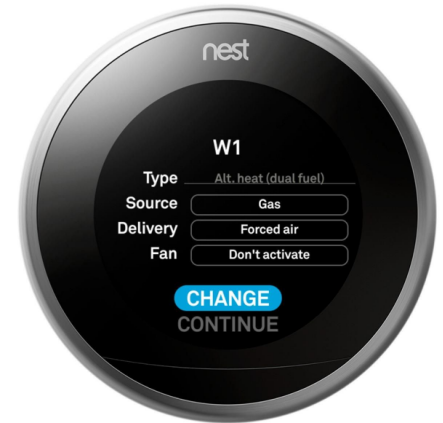 nest
W1
Type Alt. heat (dual fuel)
Source Gas
Delivery Forced air
Fan Don't activate
CHANGE
CONTINUE